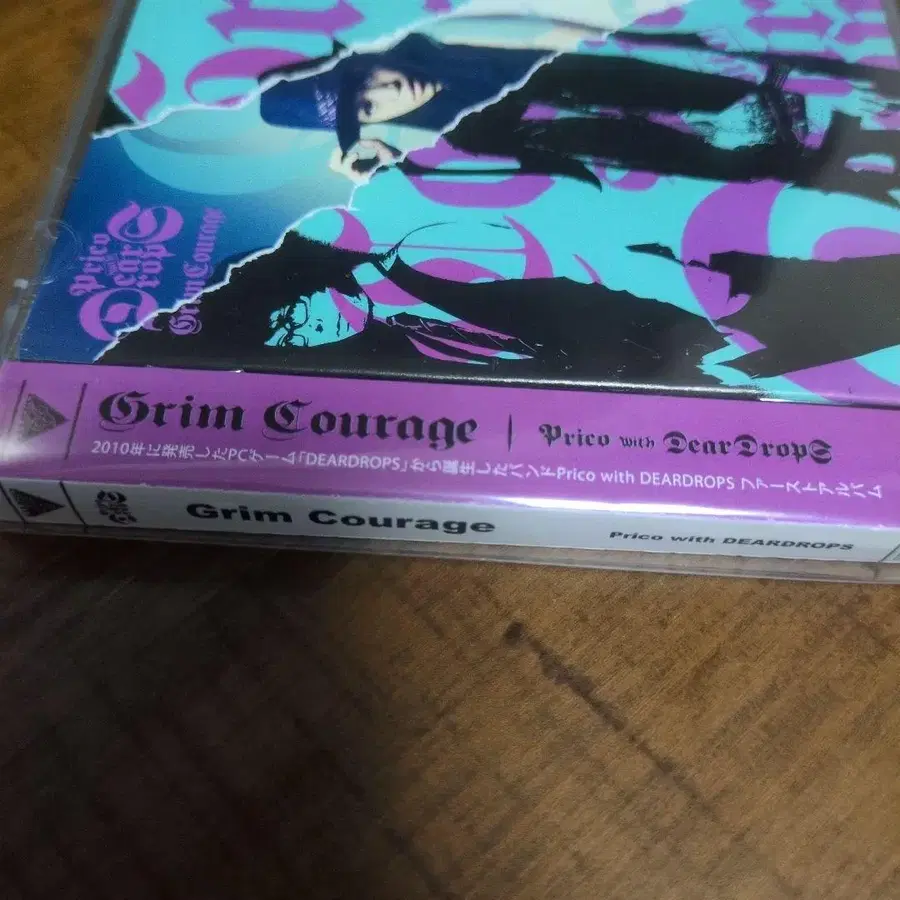 Prico
with
Dear
Drops
Grim Courage
Grim Courage | Prico with DearDropS
2010年に発売したPCゲーム「DEARDROPS」から誕生したバンドPrico with DEARDROPS ファーストアルバム
Grim Courage Prico with DEARDROPS